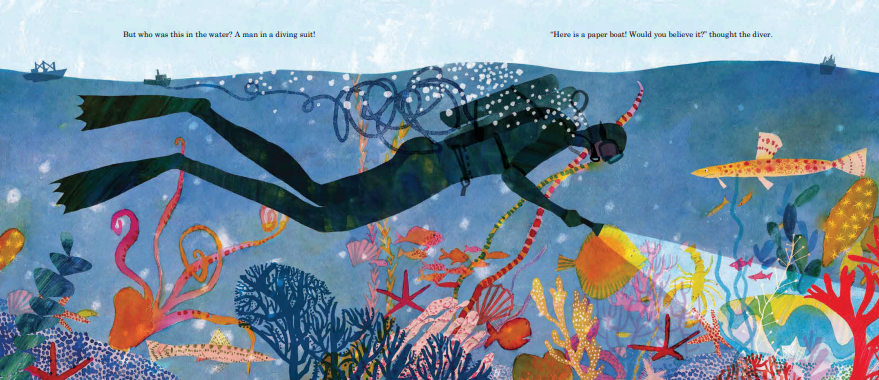 But who was this in the water? A man in a diving suit!
“Here is a paper boat! Would you believe it?” thought the diver.